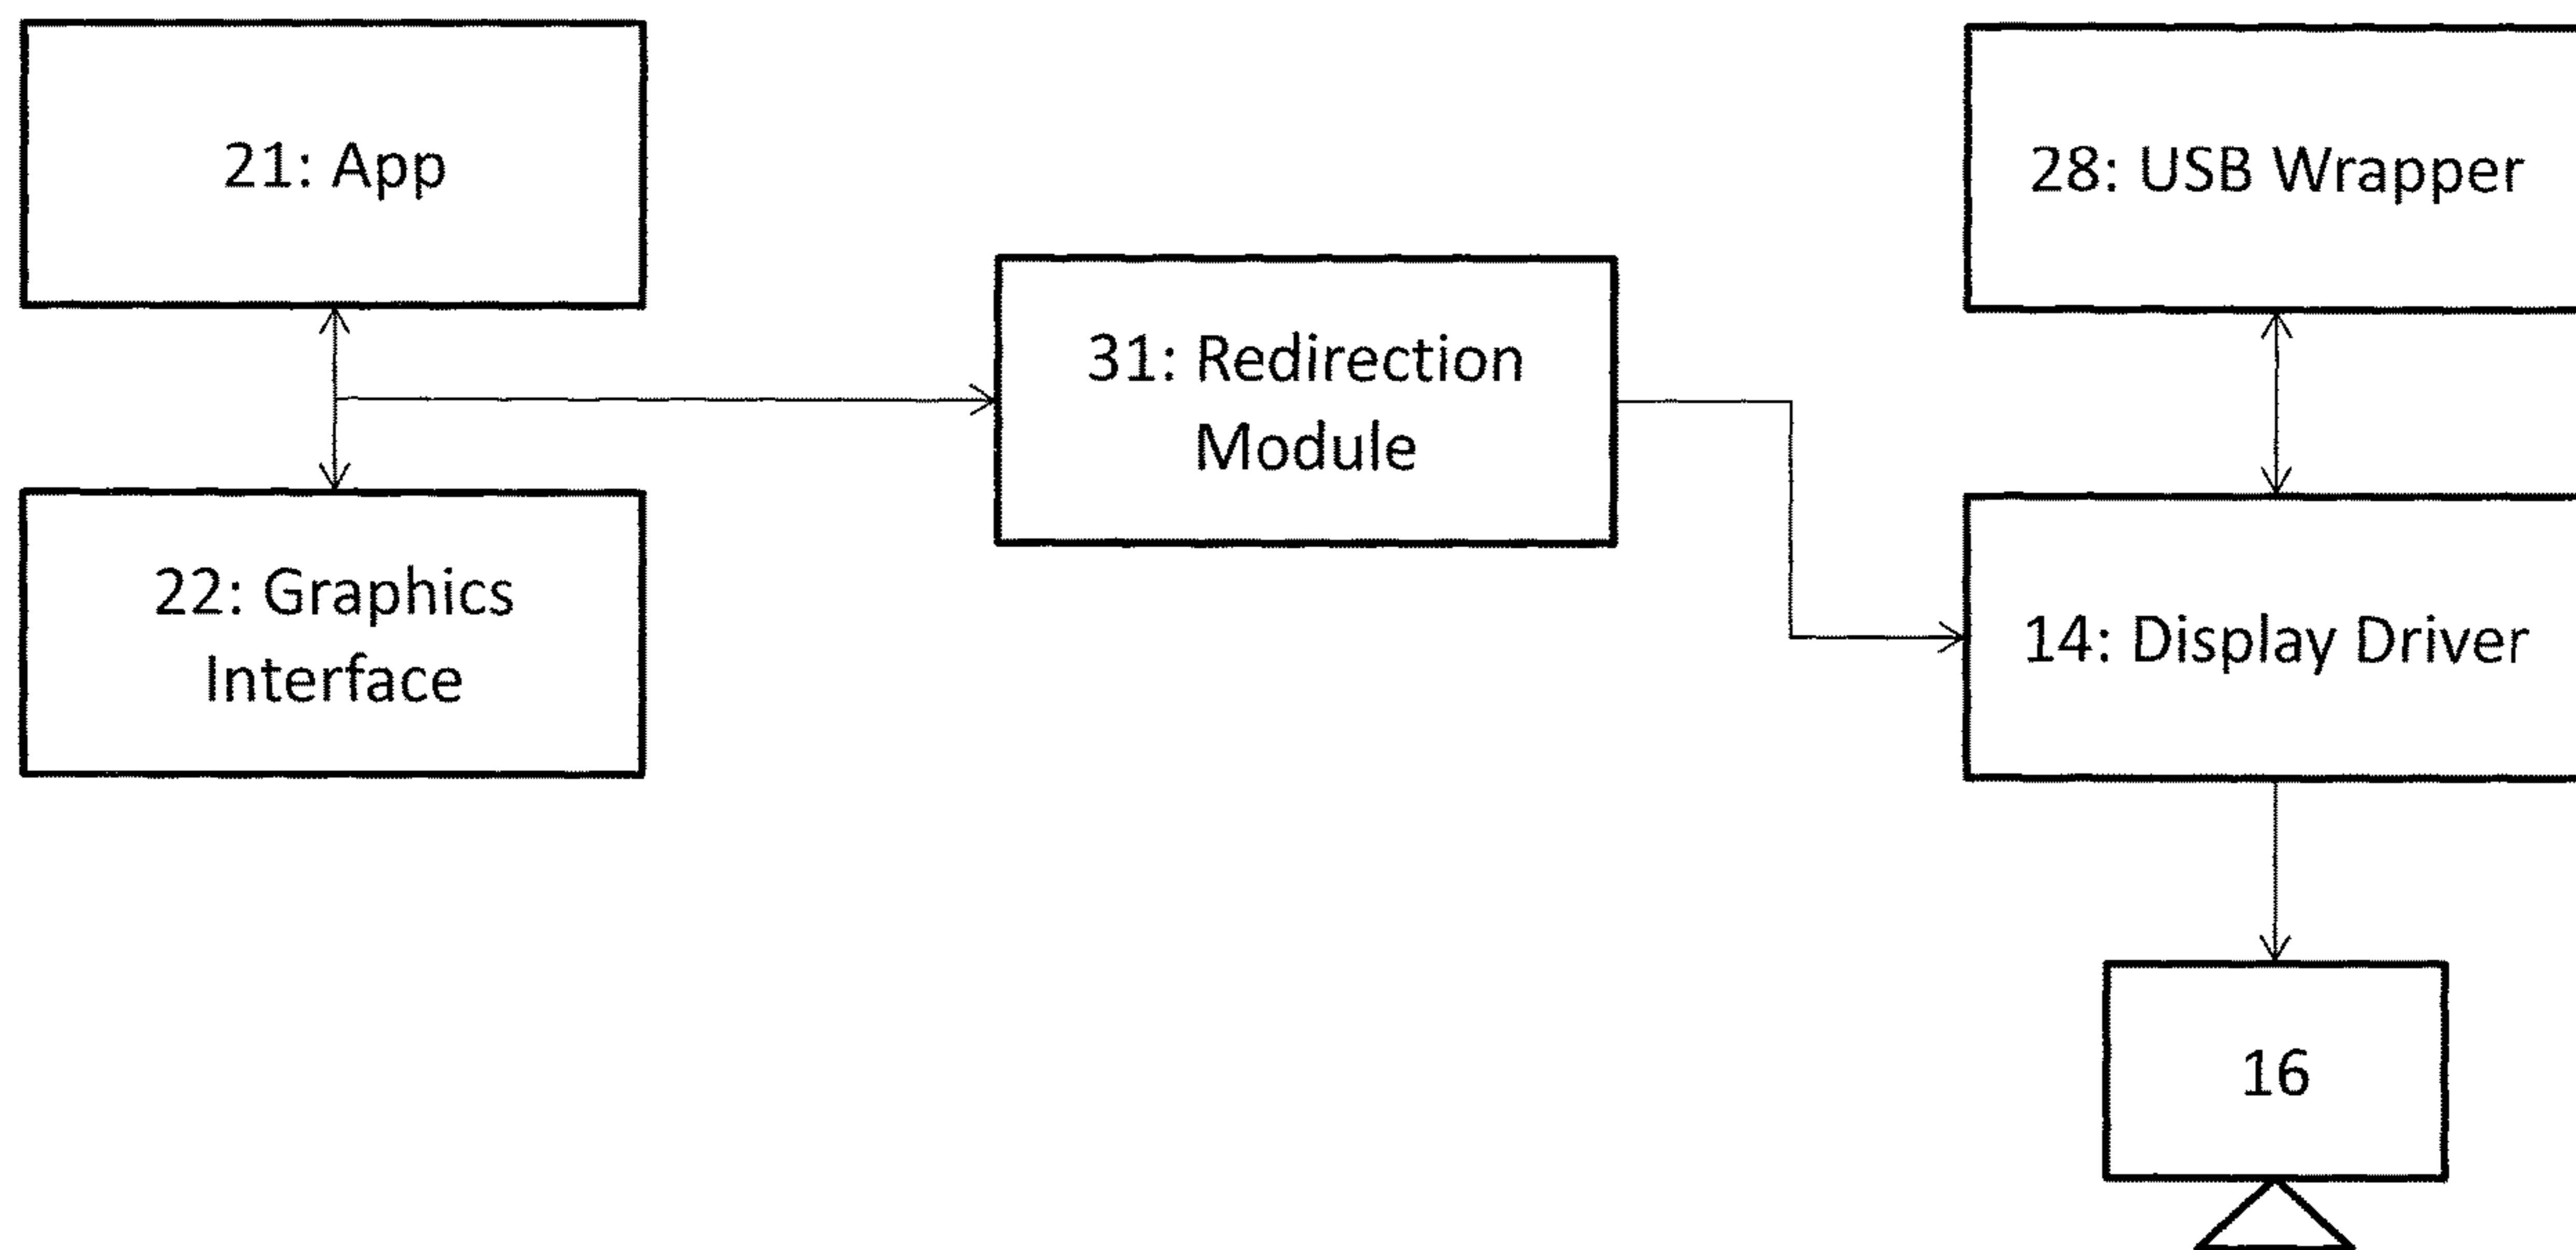 21: App
28: USB Wrapper
31: Redirection
Module
22: Graphics
Interface
14: Display Driver
16